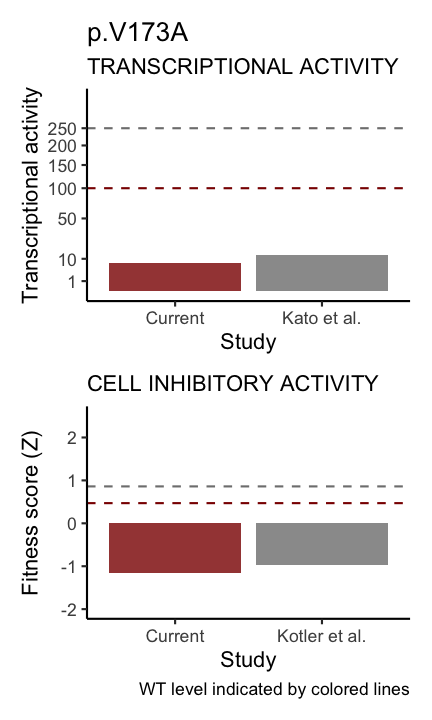 p.V173A
TRANSCRIPTIONAL ACTIVITY
Transcriptional activity
250
200
150
100
50
10
1
Current
Kato et al.
Study
CELL INHIBITORY ACTIVITY
Fitness score (Z)
2
1
0
-1
-2
Current
Kotler et al.
Study
WT level indicated by colored lines